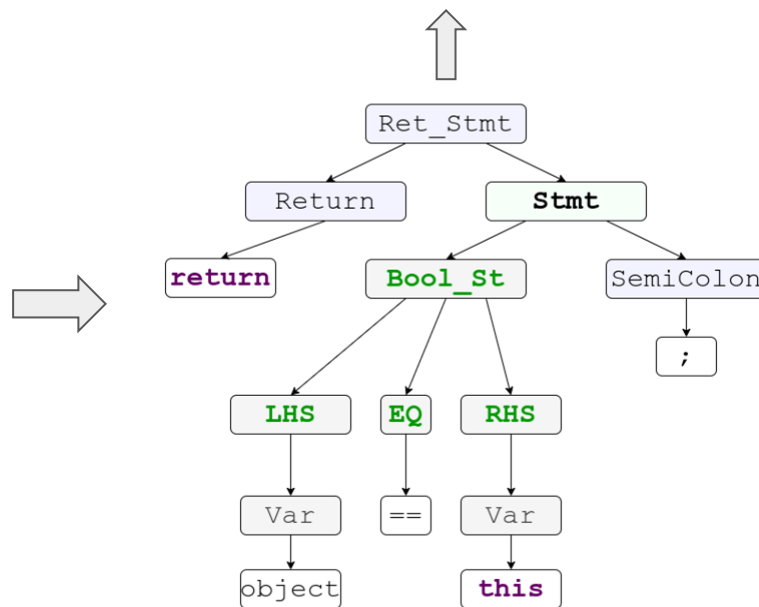 Ret_Stmt
Return Stmt
return Bool_St SemiColon
;
LHS EQ RHS
Var == Var
object this